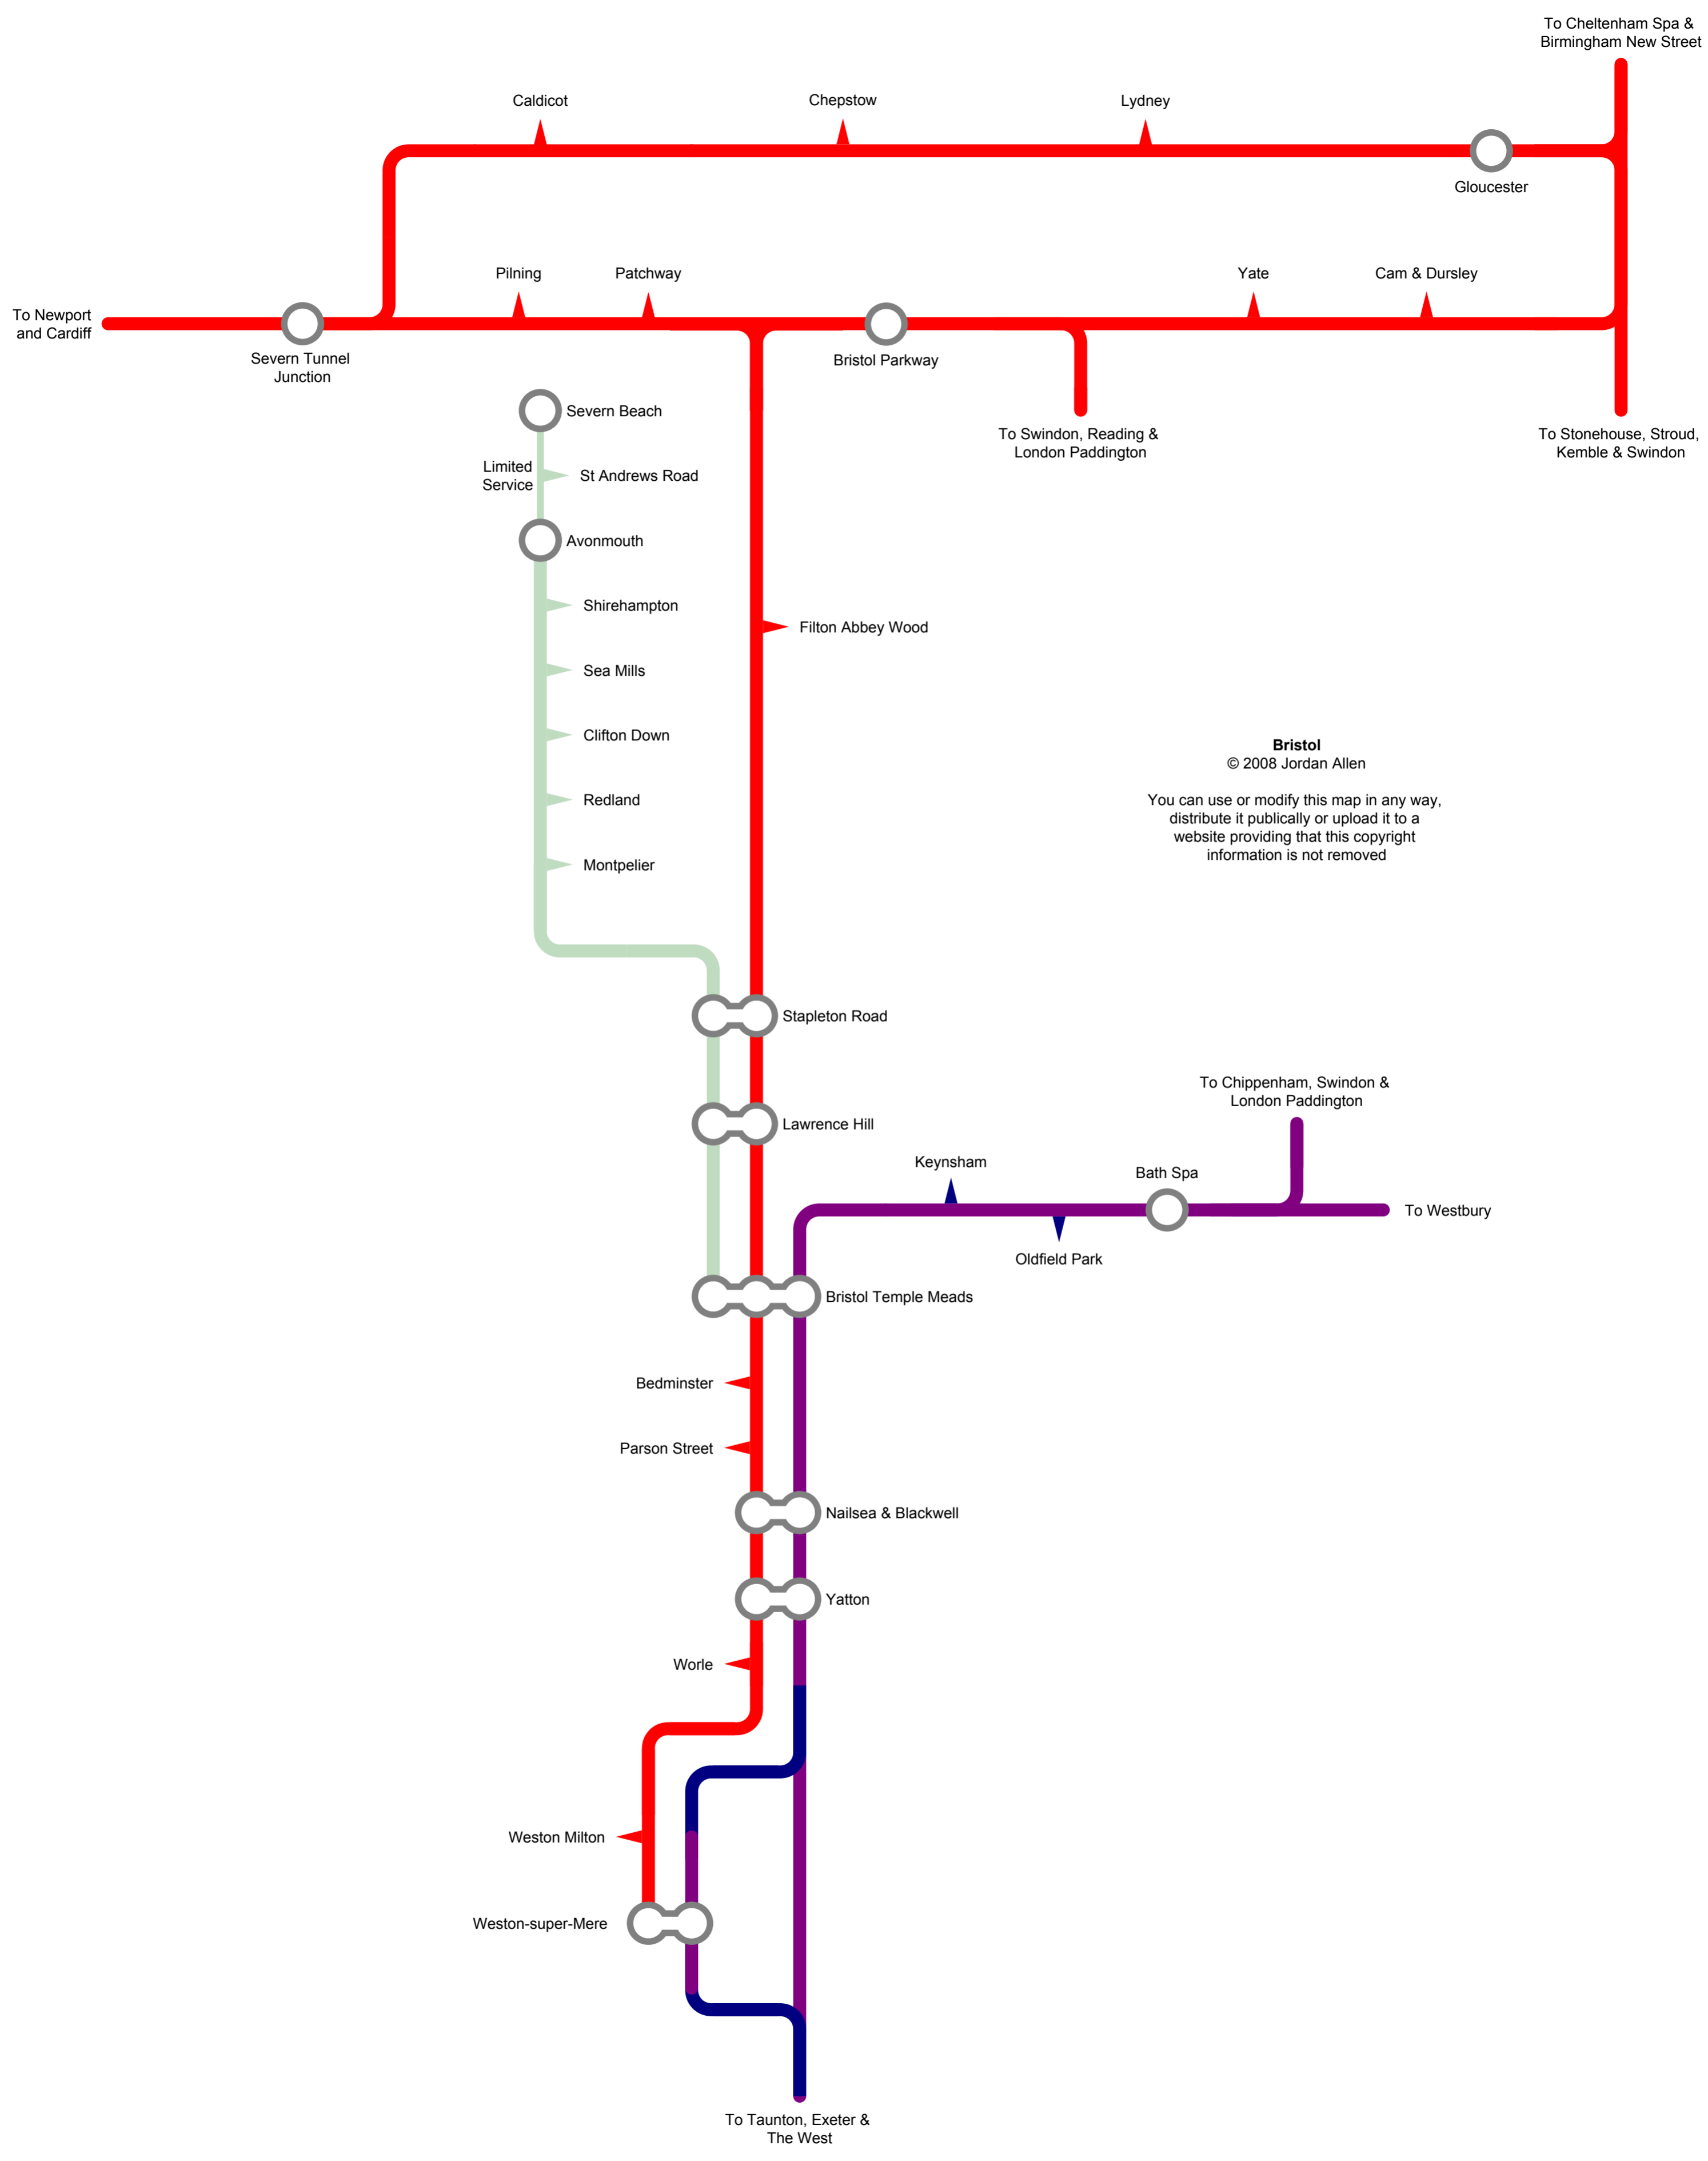 To Cheltenham Spa &
Birmingham New Street
Caldicot
Chepstow
Lydney
Gloucester
Pilning
Patchway
Yate
Cam & Dursley
To Newport
and Cardiff
Severn Tunnel
Junction
Bristol Parkway
Severn Beach
To Swindon, Reading &
London Paddington
To Stonehouse, Stroud,
Kemble & Swindon
Limited
Service
St Andrews Road
Avonmouth
Shirehampton
Filton Abbey Wood
Sea Mills
Clifton Down
Bristol
© 2008 Jordan Allen
You can use or modify this map in any way,
distribute it publically or upload it to a
website providing that this copyright
information is not removed
Redland
Montpelier
Stapleton Road
To Chippenham, Swindon &
London Paddington
Lawrence Hill
Keynsham
Bath Spa
To Westbury
Oldfield Park
Bristol Temple Meads
Bedminster
Parson Street
Nailsea & Blackwell
Yatton
Worle
Weston Milton
Weston-super-Mere
To Taunton, Exeter &
The West